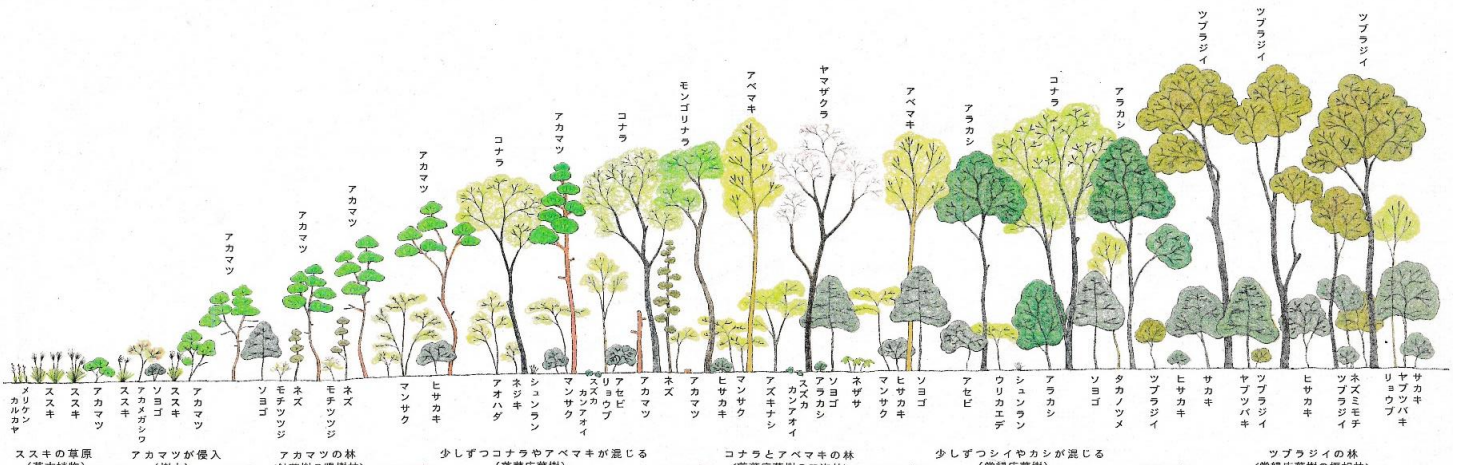 アカマツ
アカマツ
アカマツ
アカマツ
コナラ
アカマツ
コナラ
モンゴリナラ
アベマキ
ヤマザクラ
アベマキ
アラカシ
コナラ
アラカシ
ツブラジイ
ツブラジイ
ツブラジイ
メリケンカルカヤ
ススキ
ススキ
アカマツ
ススキ
アカメガシワ
ソヨゴ
ススキ
アカマツ
ソヨゴ
ネズ
モチツツジ
モチツツジ
ネズ
マンサク
ヒサカキ
アオハダ
ネジキ
シュンラン
マンサク
スズカカンアオイ
リョウブ
アセビ
アカマツ
ネズ
アカマツ
ヒサカキ
マンサク
アズキナシ
スズカカンアオイ
アラカシ
ソヨゴ
ネザサ
マンサク
ヒサカキ
ソヨゴ
アセビ
ウリカエデ
シュンラン
アラカシ
ソヨゴ
タカノツメ
ツブラジイ
ヒサカキ
サカキ
ヤブツバキ
ツブラジイ
ヒサカキ
ツブラジイ
ネズミモチ
リョウブ
ヤブツバキ
サカキ
ススキの草原
アカマツが侵入
アカマツの林
少しずつコナラやアベマキが混じる
コナラとアベマキの林
少しずつシイやカシが混じる
ツブラジイの林